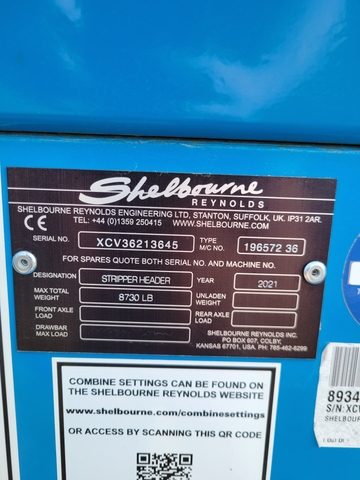 Shelbourne
REYNOLDS
SHELBOURNE REYNOLDS ENGINEERING LTD, STANTON, SUFFOLK, UK. IP31 2AR.
TEL: +44 (0)1359 250415 WWW.SHELBOURNE.COM
CE
SERIAL NO. XCV36213645 TYPE M/C NO. 196572 36
FOR SPARES QUOTE BOTH SERIAL NO. AND MACHINE NO.
DESIGNATION STRIPPER HEADER YEAR 2021
MAX TOTAL WEIGHT 8730 LB UNLADEN WEIGHT
FRONT AXLE LOAD REAR AXLE LOAD
DRAWBAR MAX LOAD
SHELBOURNE REYNOLDS INC.
PO BOX 607, COLBY,
KANSAS 67701, USA. PH: 785-462-6299
COMBINE SETTINGS CAN BE FOUND ON
THE SHELBOURNE REYNOLDS WEBSITE
www.shelbourne.com/combinesettings
OR ACCESS BY SCANNING THIS QR CODE
8934
S/N: XCV
SHELBOU